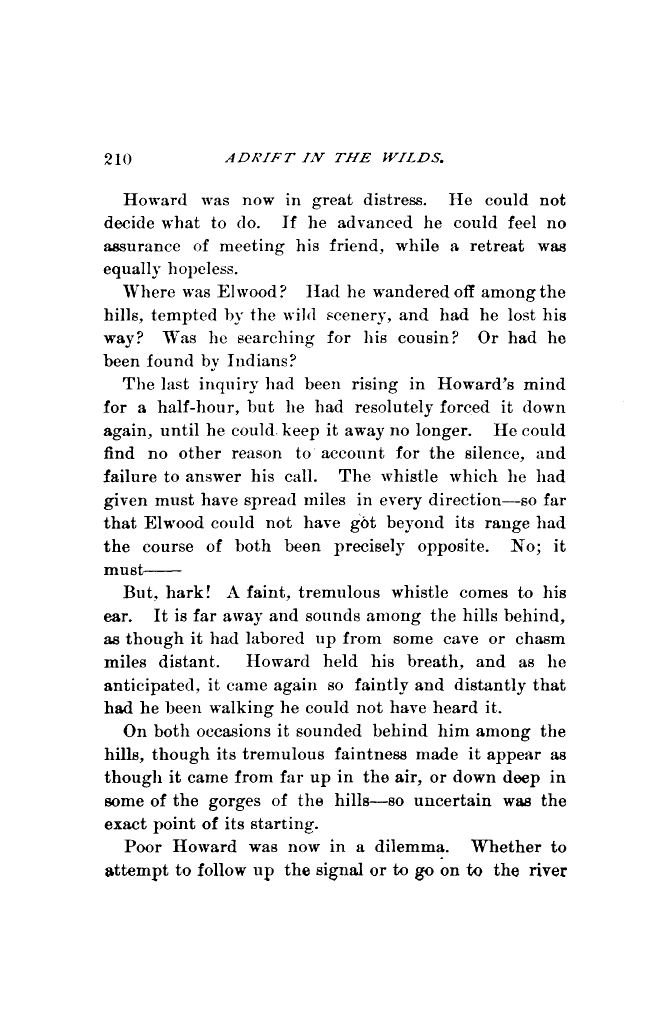 210 ADRIFT IN THE WILDS.
Howard was now in great distress. He could not
decide what to do. If he advanced he could feel no
assurance of meeting his friend, while a retreat was
equally hopeless.
Where was Elwood? Had he wandered off among the
hills, tempted by the wild scenery, and had he lost his
way? Was he searching for his cousin? Or had he
been found by Indians?
The last inquiry had been rising in Howard's mind
for a half-hour, but he had resolutely forced it down
again, until he could keep it away no longer. He could
find no other reason to account for the silence, and
failure to answer his call. The whistle which he had
given must have spread miles in every direction—so far
that Elwood could not have got beyond its range had
the course of both been precisely opposite. No; it
must——
But, hark! A faint, tremulous whistle comes to his
ear. It is far away and sounds among the hills behind,
as though it had labored up from some cave or chasm
miles distant. Howard held his breath, and as he
anticipated, it came again so faintly and distantly that
had he been walking he could not have heard it.
On both occasions it sounded behind him among the
hills, though its tremulous faintness made it appear as
though it came from far up in the air, or down deep in
some of the gorges of the hills—so uncertain was the
exact point of its starting.
Poor Howard was now in a dilemma. Whether to
attempt to follow up the signal or to go on to the river